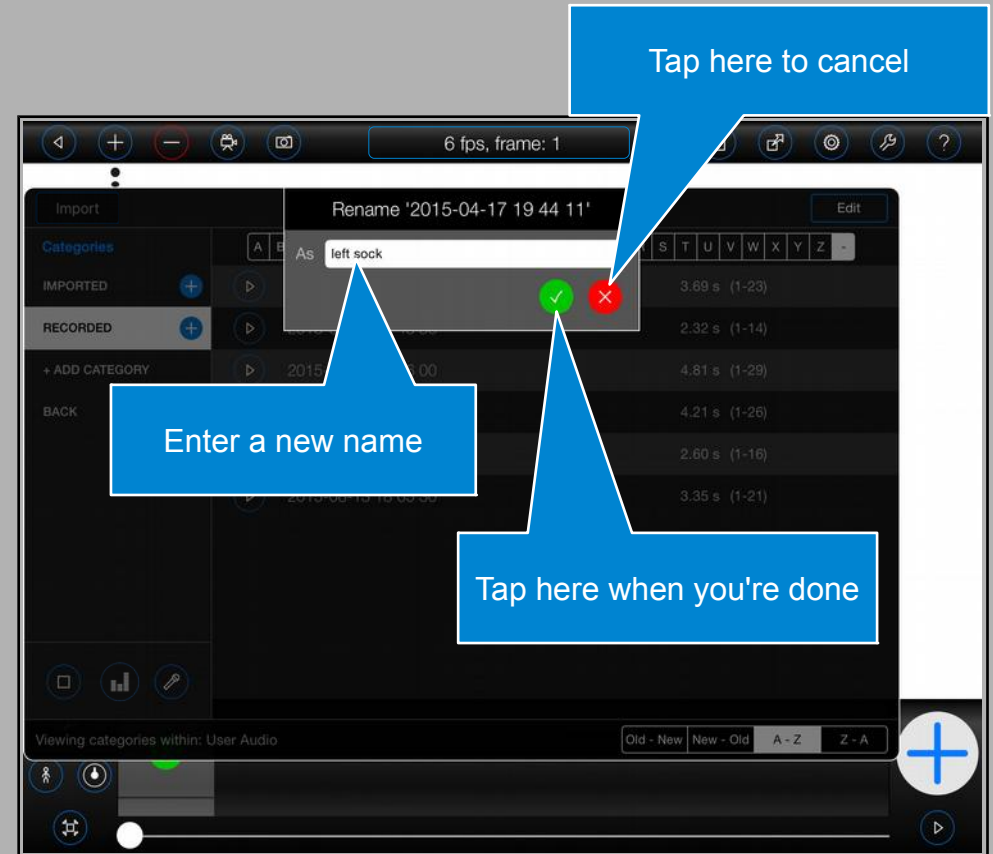 Tap here to cancel
6 fps, frame: 1
?
Import
Rename '2015-04-17 19 44 11'
Edit
Categories
A
S T U V W X Y Z -
As left sock
IMPORTED
3.69 s (1-23)
RECORDED
2.32 s (1-14)
+ ADD CATEGORY
2015
00
4.81 s (1-29)
BACK
4.21 s (1-26)
Enter a new name
2.60 s (1-16)
3.35 s (1-21)
Tap here when you're done
Viewing categories within: User Audio
Old - New New - Old A - Z Z - A